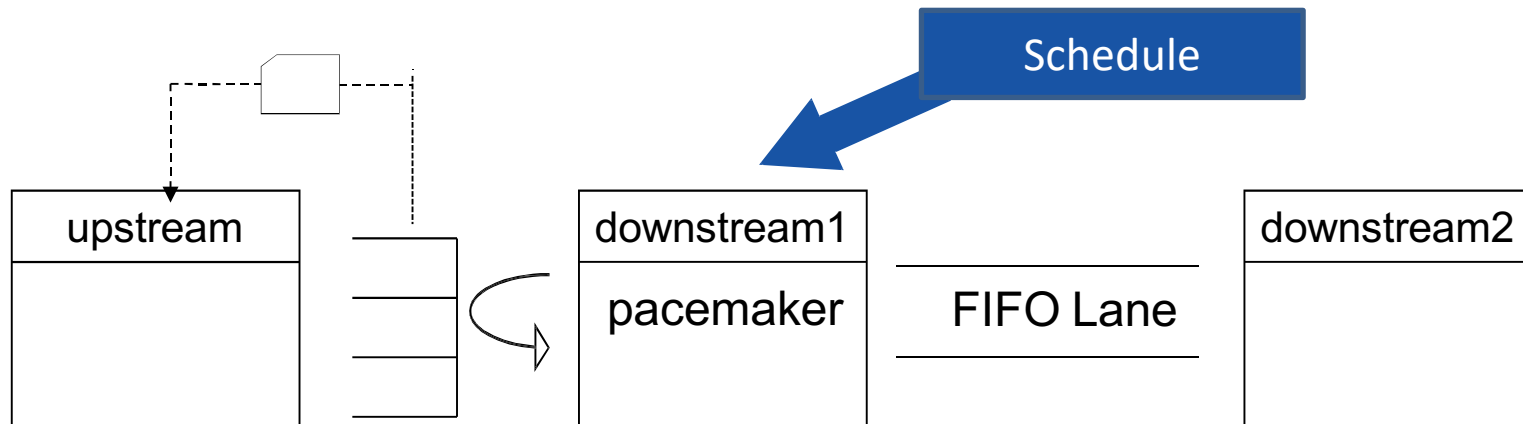 Schedule
upstream
downstream1
downstream2
pacemaker
FIFO Lane